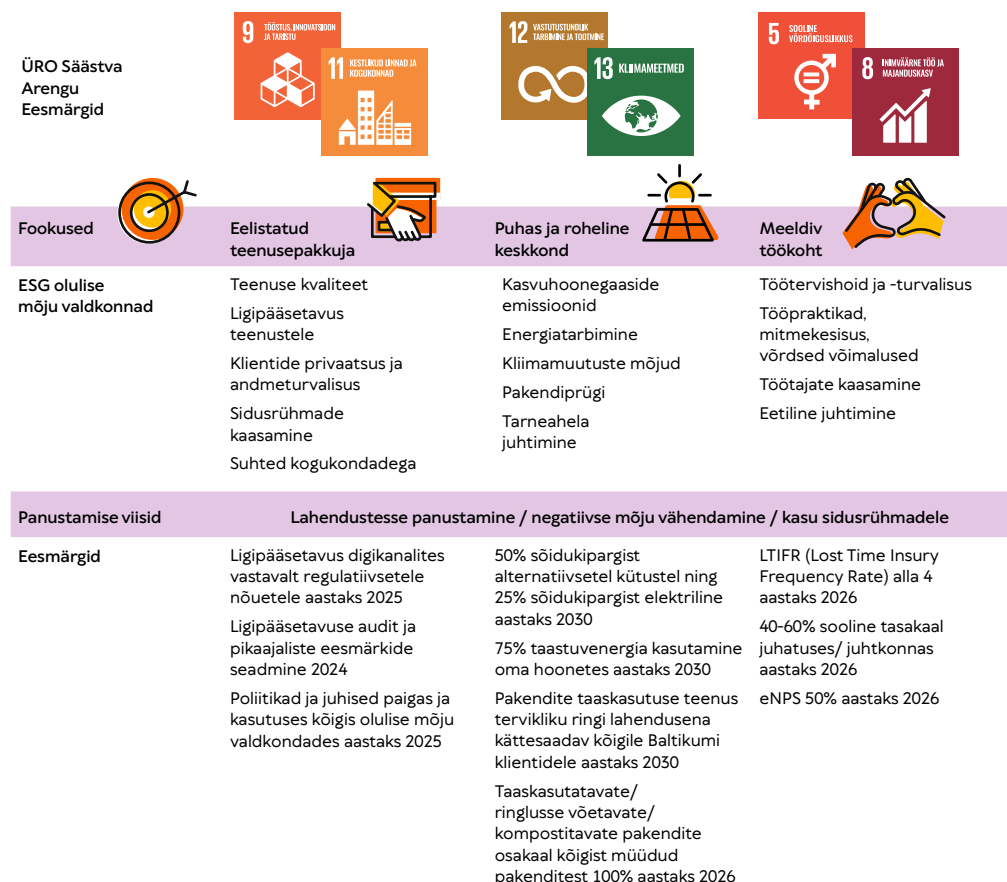 ÜRO Säästva
Arengu
Eesmärgid
9 TÖÖSTUS, INNOVATSIOON
JA TARISTU
11 KESTLIKUD LINNAD JA
KOGUKONNAD
12 VASTUTUSTUNDLIK
TARBIMINE JA TOOTMINE
13 KLIIMAMEETMED
5 SOOLINE
VÕRDÕIGUSLIKKUS
8 INIMVÄÄRNE TÖÖ JA
MAJANDUSKASV
Fookused
Eelistatud
teenusepakkuja
Puhas ja roheline
keskkond
Meeldiv
töökoht
ESG olulise
mõju valdkonnad
Teenuse kvaliteet
Ligipääsetavus
teenustele
Klientide privaatsus ja
andmeturvalisus
Sidusrühmade
kaasamine
Suhted kogukondadega
Kasvuhoonegaaside
emissioonid
Energiatarbimine
Kliimamuutuste mõjud
Pakendiprügi
Tarneahela
juhtimine
Töötervishoid ja -turvalisus
Tööpraktikad,
mitmekesisus,
võrdsed võimalused
Töötajate kaasamine
Eetiline juhtimine
Panustamise viisid
Lahendustesse panustamine / negatiivse mõju vähendamine / kasu sidusrühmadele
Eesmärgid
Ligipääsetavus digikanalites
vastavalt regulatiivsetele
nõuetele aastaks 2025
Ligipääsetavuse audit ja
pikaajaliste eesmärkide
seadmine 2024
Poliitikad ja juhised paigas ja
kasutuses kõigis olulise mõju
valdkondades aastaks 2025
50% sõidukipargist
alternatiivsetel kütustel ning
25% sõidukipargist elektriline
aastaks 2030
75% taastuvenergia kasutamine
oma hoonetes aastaks 2030
Pakendite taaskasutuse teenus
tervikliku ringi lahendusena
kättesaadav kõigile Baltikumi
klientidele aastaks 2030
Taaskasutatavate/
ringlusse võetavate/
kompostitavate pakendite
osakaal kõigist müüdud
pakenditest 100% aastaks 2026
LTIFR (Lost Time Insury
Frequency Rate) alla 4
aastaks 2026
40-60% sooline tasakaal
juhatuses/ juhtkonnas
aastaks 2026
eNPS 50% aastaks 2026